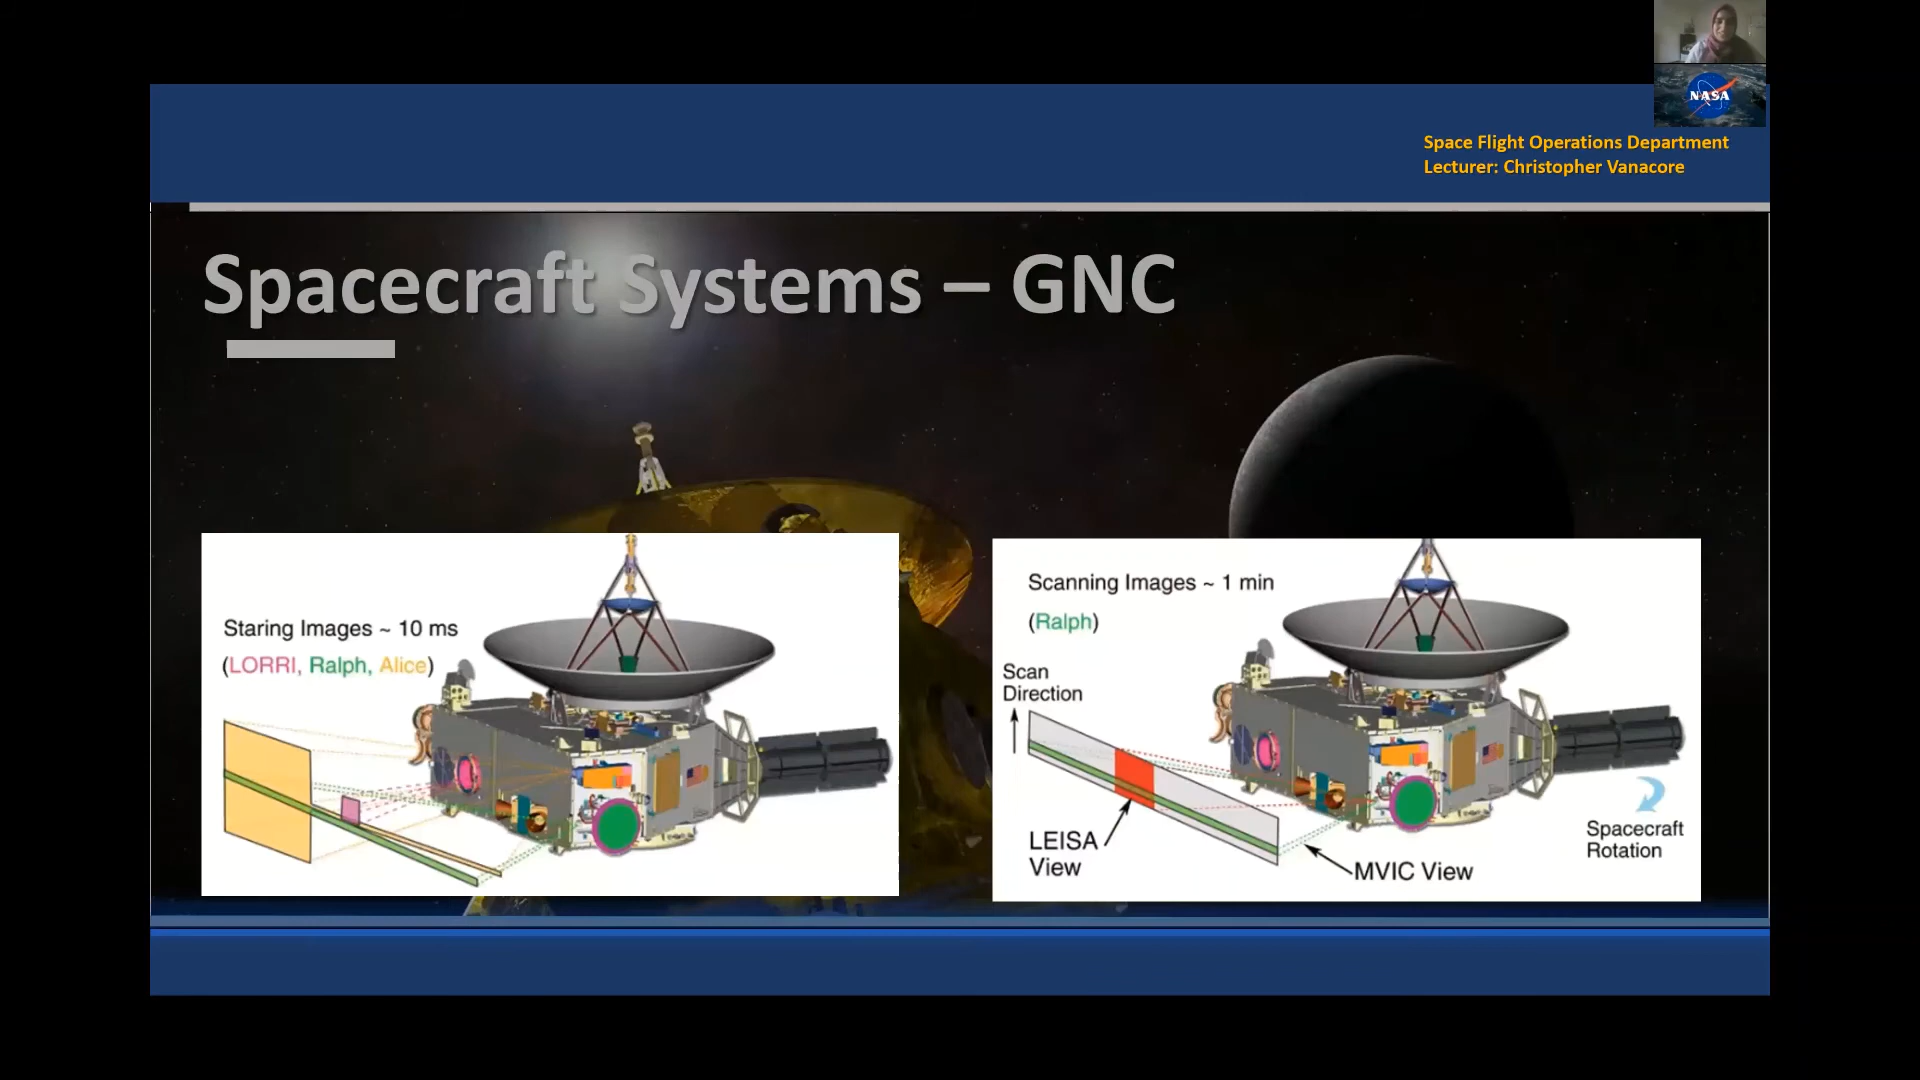 NASA
Space Flight Operations Department
Lecturer: Christopher Vanacore
Spacecraft Systems – GNC
Staring Images ~ 10 ms
(LORRI, Ralph, Alice)
Scanning Images ~ 1 min
(Ralph)
Scan
Direction
LEISA
View
MVIC View
Spacecraft
Rotation